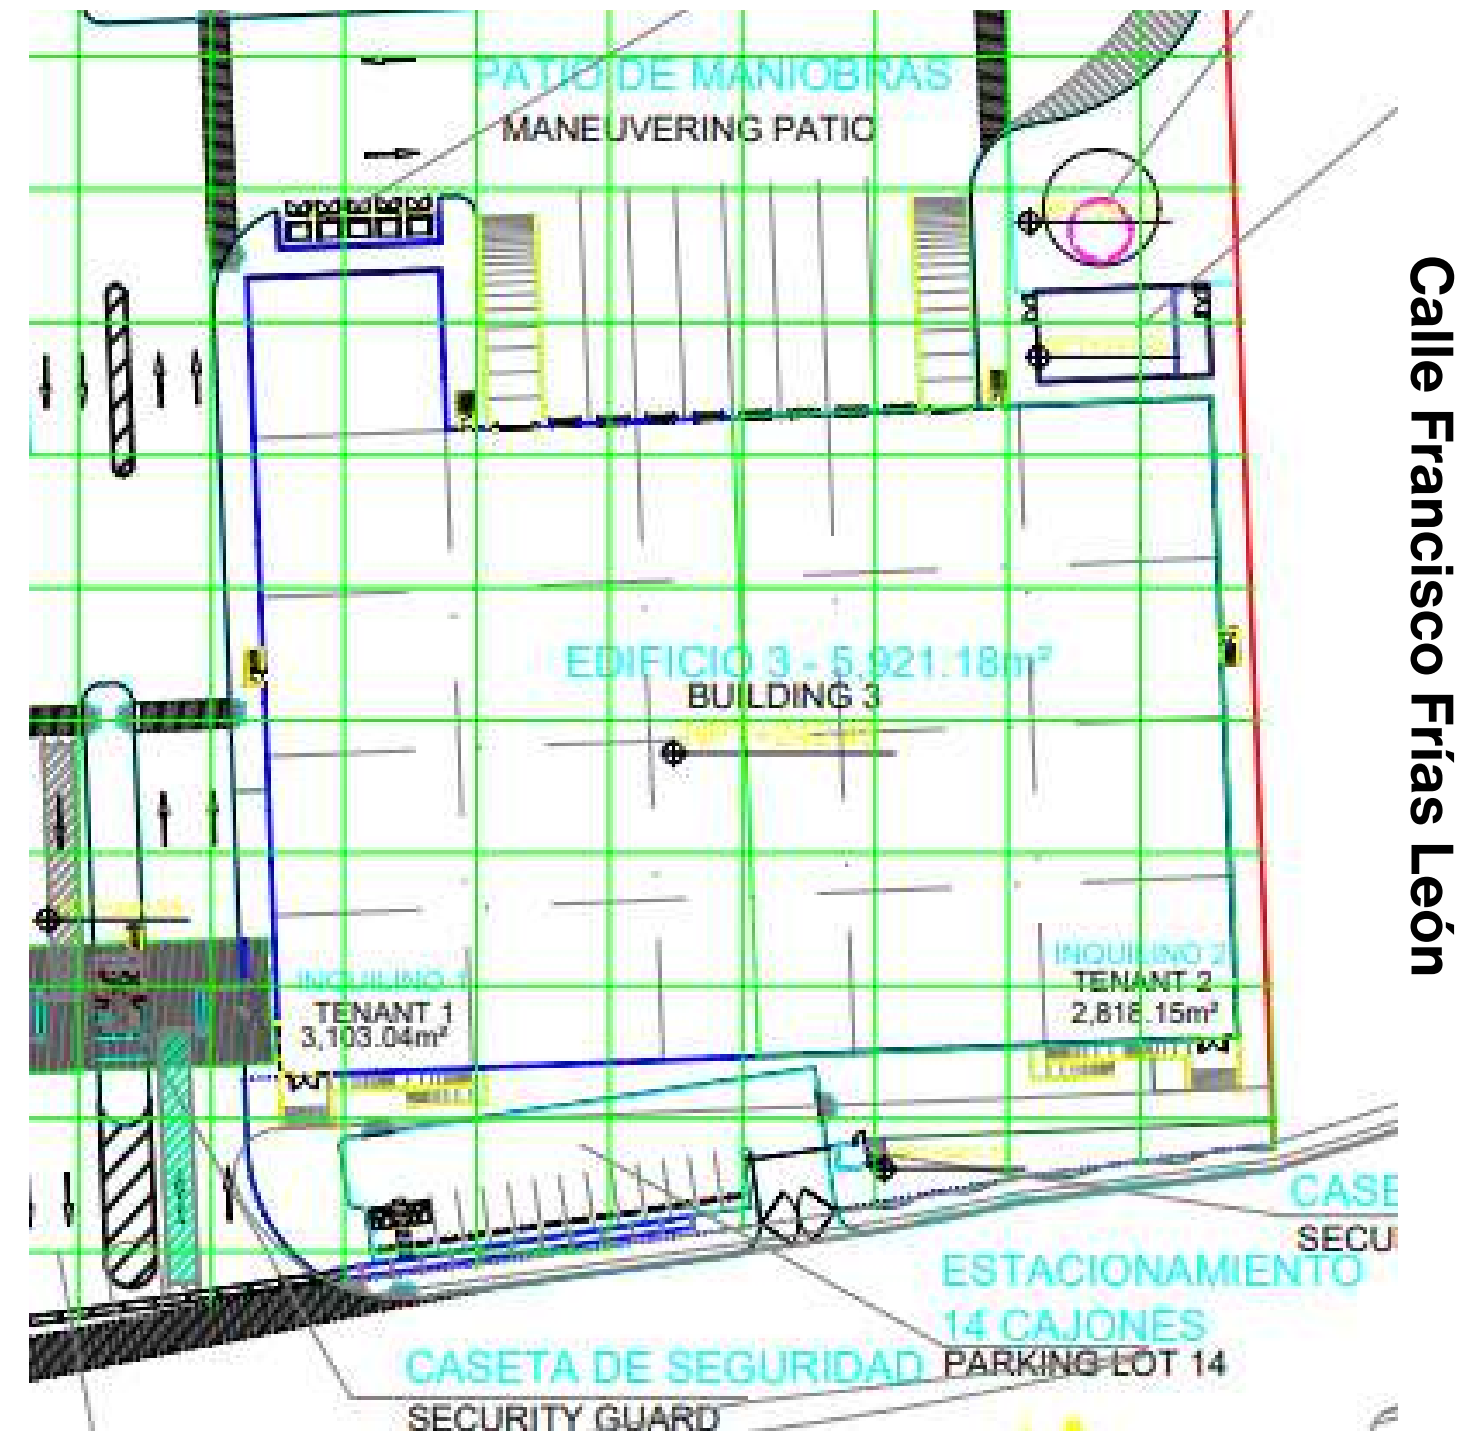 PATIO DE MANIOBRAS
MANEUVERING PATIO
Calle Francisco Frías León
EDIFICIO 3 - 5,921.18m²
BUILDING 3
INQUILINO 1
TENANT 1
3,103.04m²
INQUILINO 2
TENANT 2
2,818.15m²
CASE
SECU
ESTACIONAMIENTO
14 CAJONES
PARKING LOT 14
CASETA DE SEGURIDAD
SECURITY GUARD